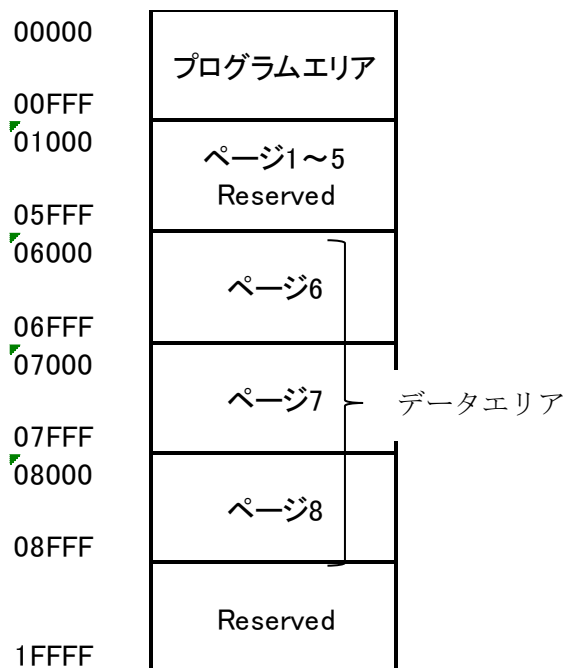 00000
プログラムエリア
00FFF
01000
ページ1～5
Reserved
05FFF
06000
ページ6
06FFF
07000
ページ7
データエリア
07FFF
08000
ページ8
08FFF
Reserved
1FFFF